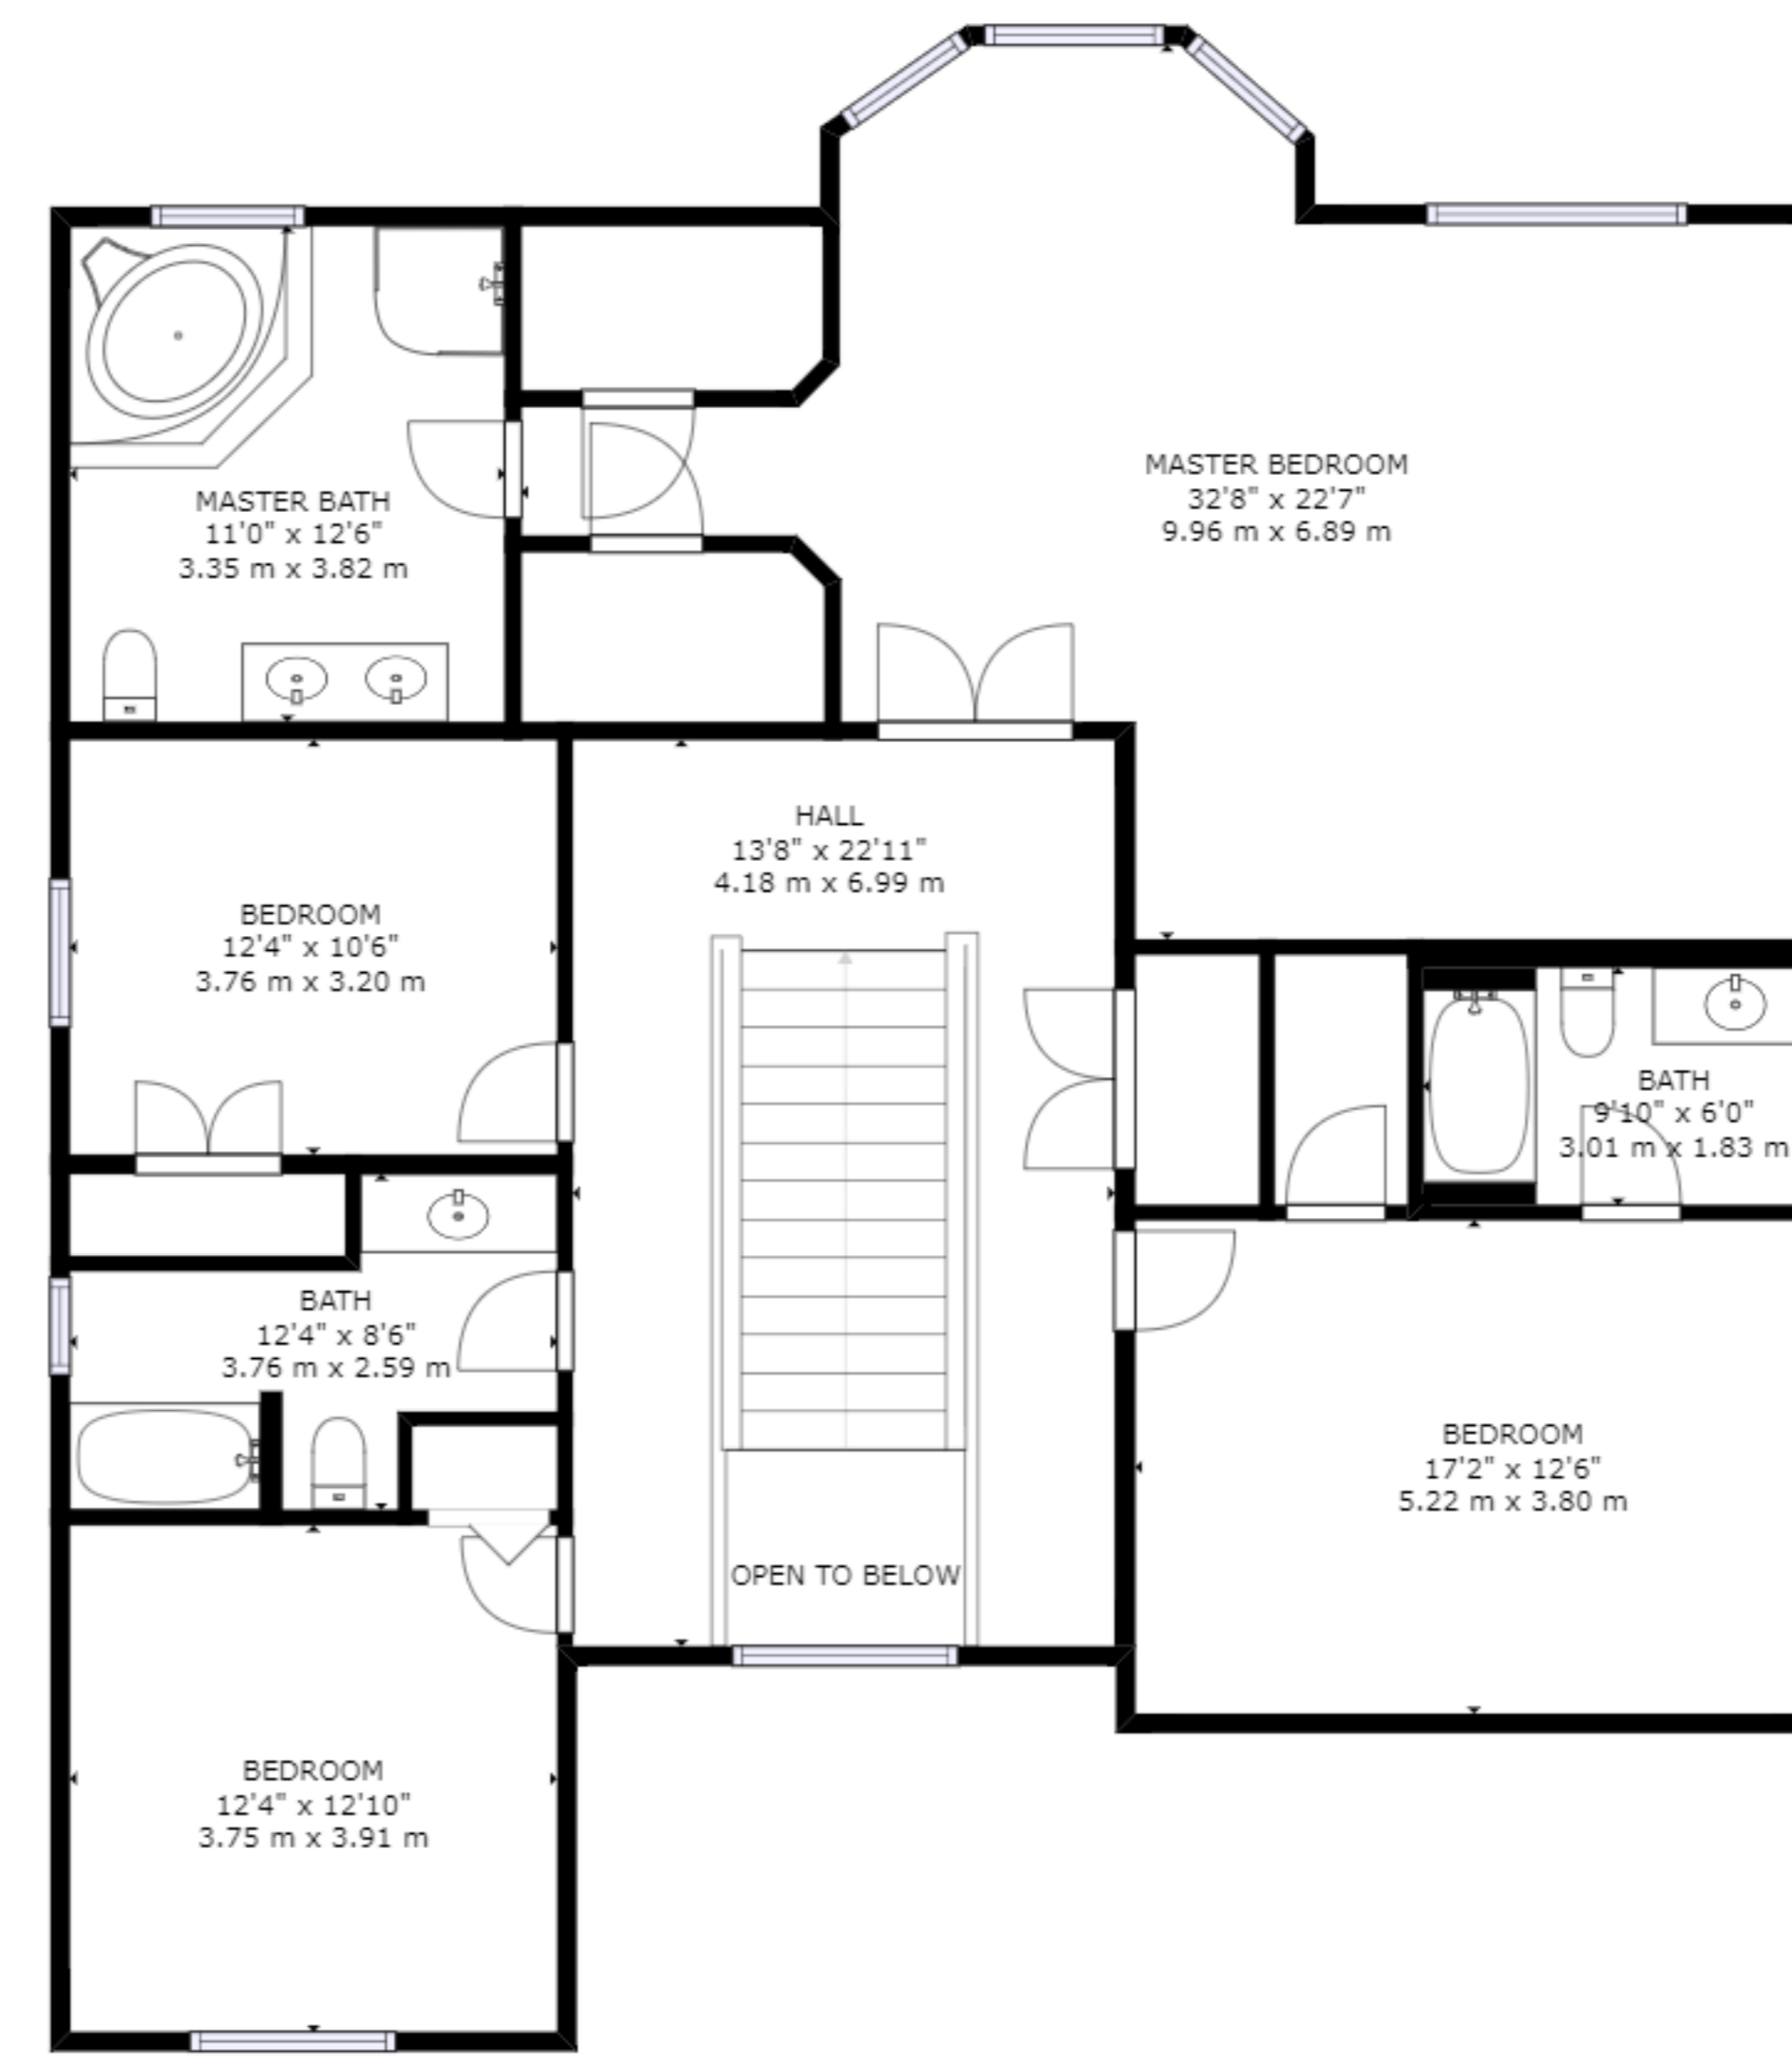 MASTER BEDROOM
32'8" x 22'7"
9.96 m x 6.89 m
MASTER BATH
11'0" x 12'6"
3.35 m x 3.82 m
HALL
13'8" x 22'11"
4.18 m x 6.99 m
BEDROOM
12'4" x 10'6"
3.76 m x 3.20 m
BATH
9'10" x 6'0"
3.01 m x 1.83 m
BATH
12'4" x 8'6"
3.76 m x 2.59 m
BEDROOM
17'2" x 12'6"
5.22 m x 3.80 m
OPEN TO BELOW
BEDROOM
12'4" x 12'10"
3.75 m x 3.91 m